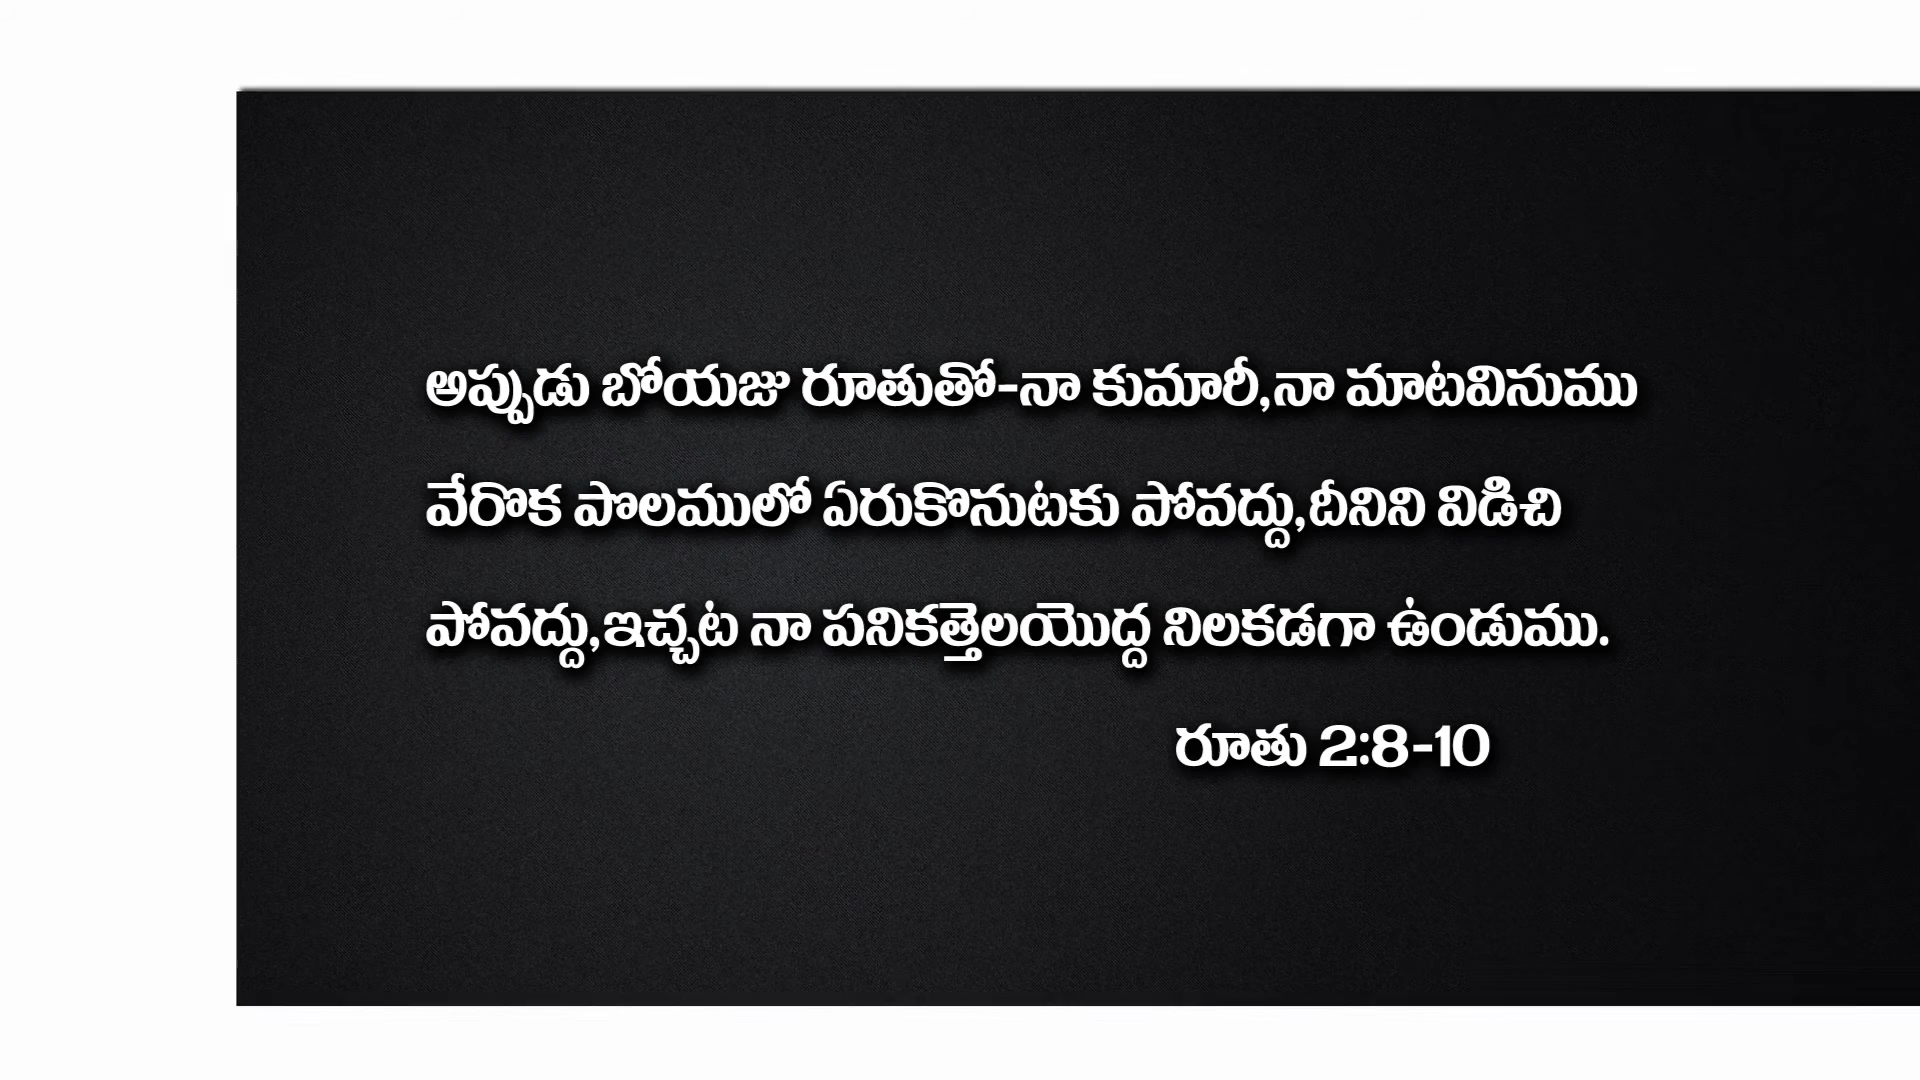 అప్పుడు బోయజు రూతుతో-నా కుమారీ,నా మాటవినుము
వేరొక పొలములో ఏరుకొనుటకు పోవద్దు,దీనిని విడిచి
పోవద్దు,ఇచ్చట నా పనికత్తెలయొద్ద నిలకడగా ఉండుము.
రూతు 2:8-10